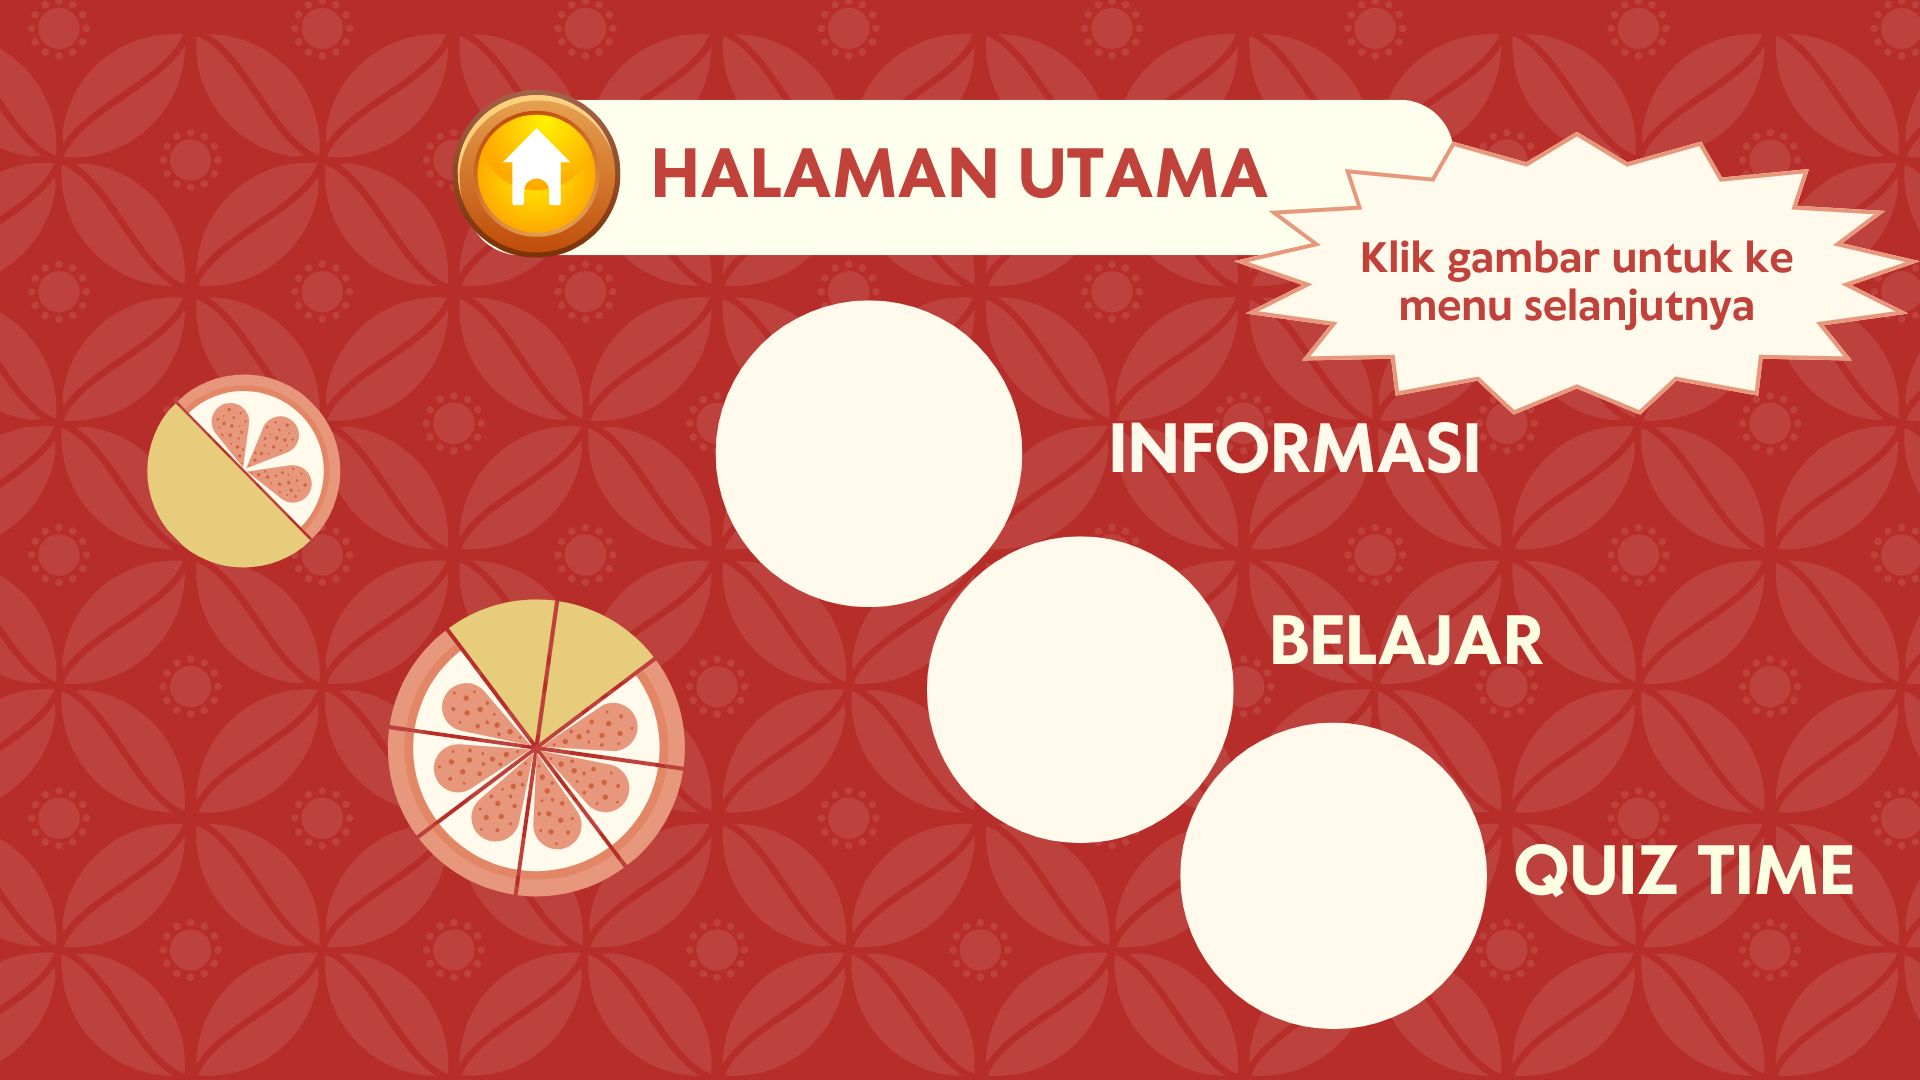 HALAMAN UTAMA
Klik gambar untuk ke
menu selanjutnya
INFORMASI
BELAJAR
QUIZ TIME